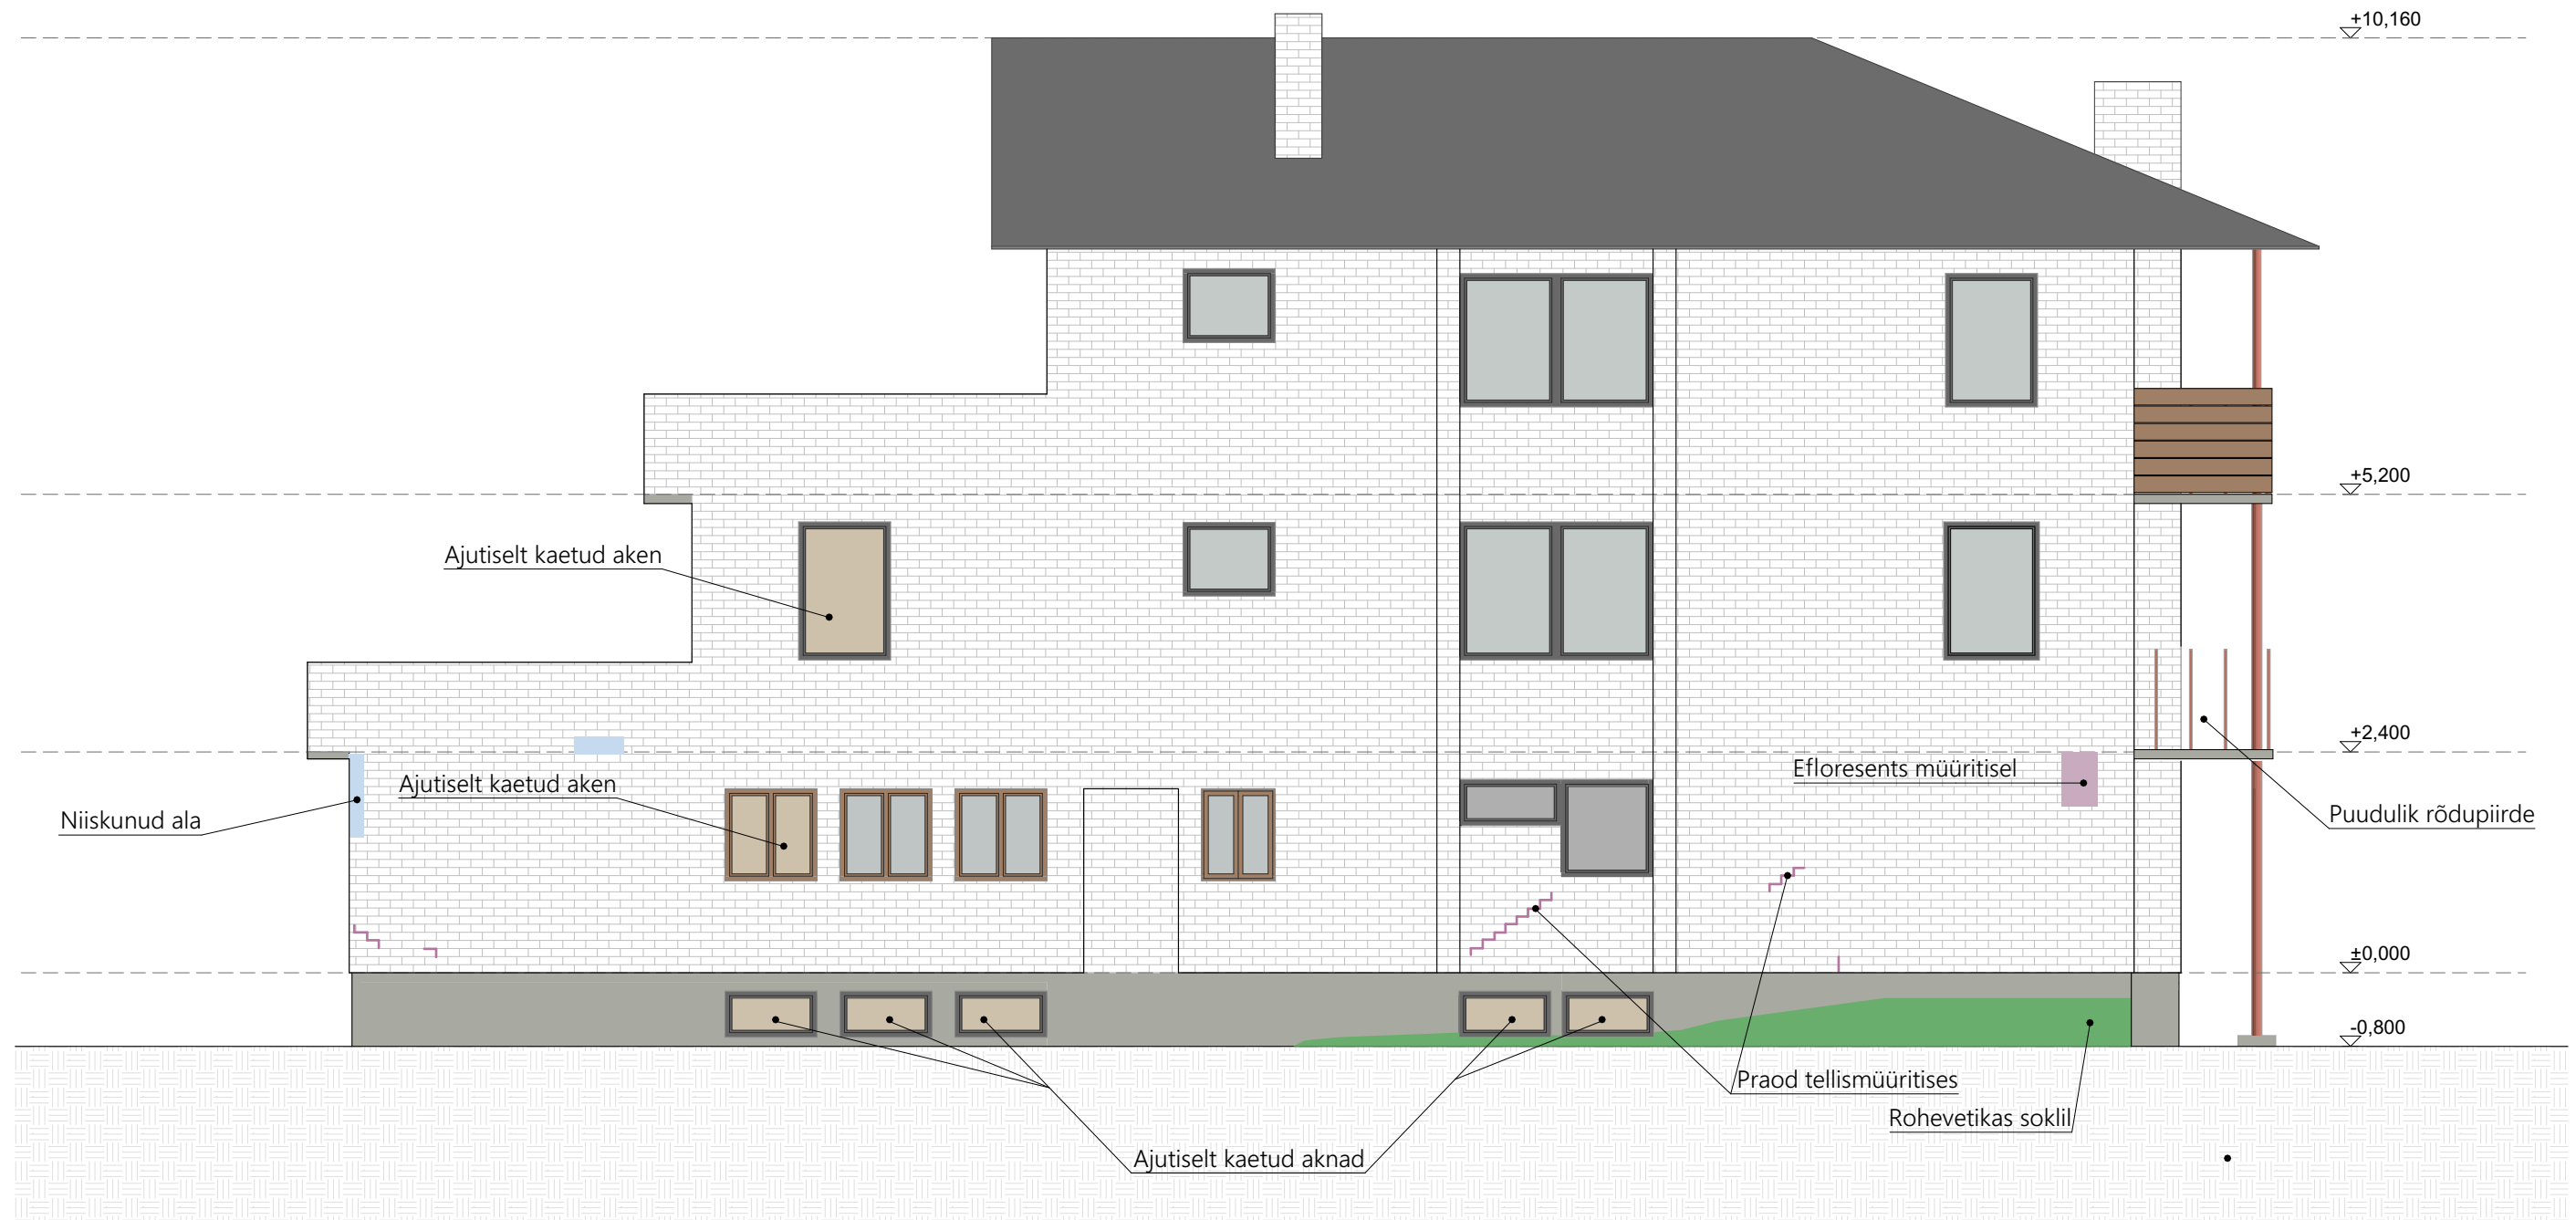 +10,160
+5,200
Ajutiselt kaetud aken
+2,400
Efloresents müüritisel
Ajutiselt kaetud aken
Puudulik rõdupiirde
Niiskunud ala
±0,000
-0,800
Praod tellismüüritises
Rohevetikas soklil
Ajutiselt kaetud aknad